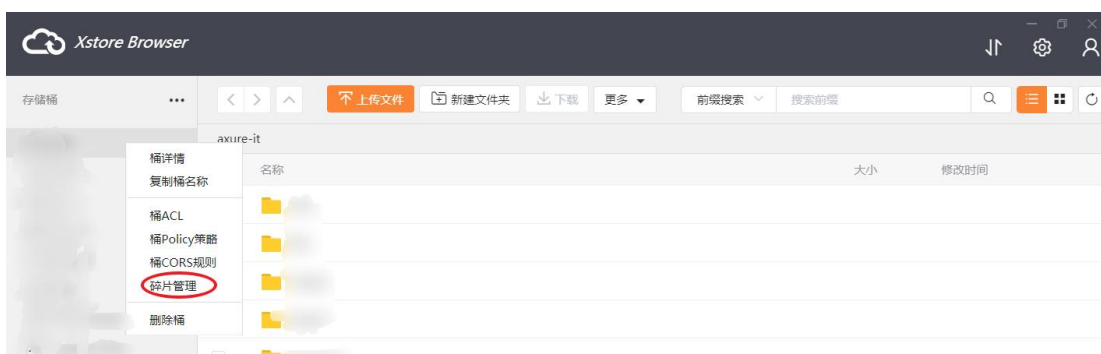 Xstore Browser
存储桶 ... 上传文件 新建文件夹 下载 更多 前缀搜索 搜索前缀
axure-it
名称 大小 修改时间
桶详情
复制桶名称
桶ACL
桶Policy策略
桶CORS规则
碎片管理
删除桶